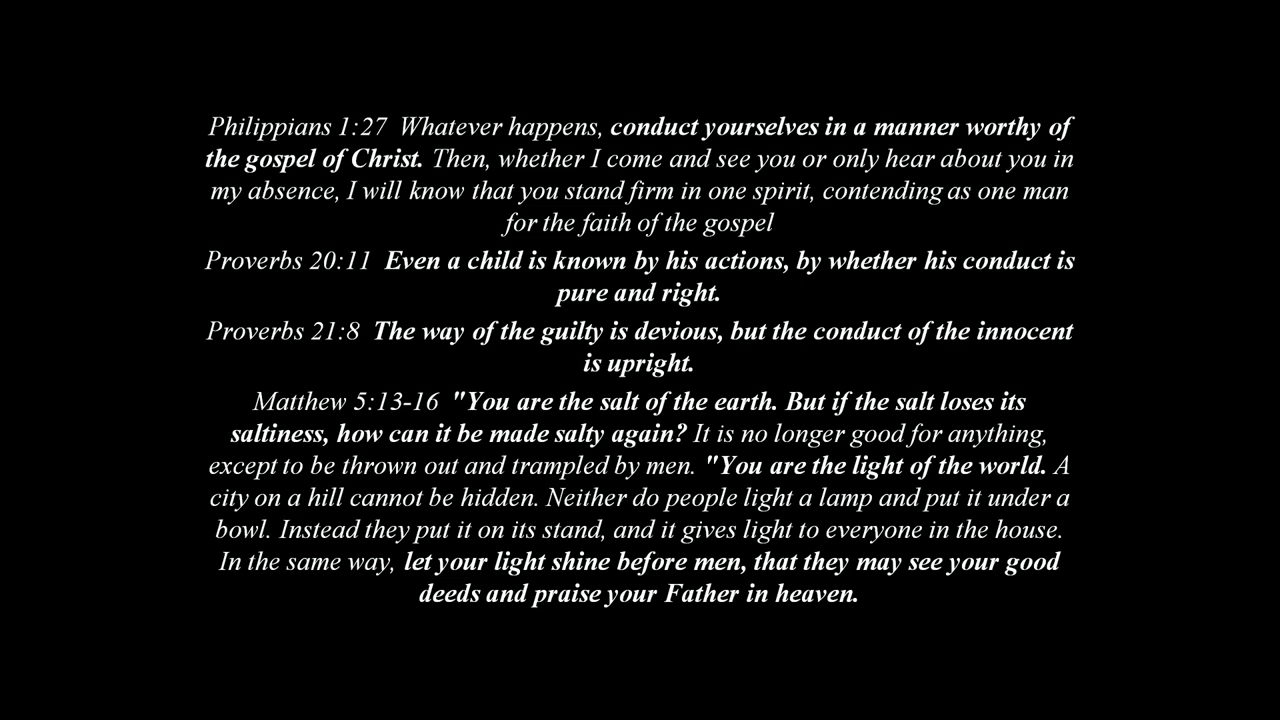 Philippians 1:27  Whatever happens, conduct yourselves in a manner worthy of
the gospel of Christ. Then, whether I come and see you or only hear about you in
my absence, I will know that you stand firm in one spirit, contending as one man
for the faith of the gospel
Proverbs 20:11  Even a child is known by his actions, by whether his conduct is
pure and right.
Proverbs 21:8  The way of the guilty is devious, but the conduct of the innocent
is upright.
Matthew 5:13-16  "You are the salt of the earth. But if the salt loses its
saltiness, how can it be made salty again? It is no longer good for anything,
except to be thrown out and trampled by men. "You are the light of the world. A
city on a hill cannot be hidden. Neither do people light a lamp and put it under a
bowl. Instead they put it on its stand, and it gives light to everyone in the house.
In the same way, let your light shine before men, that they may see your good
deeds and praise your Father in heaven.